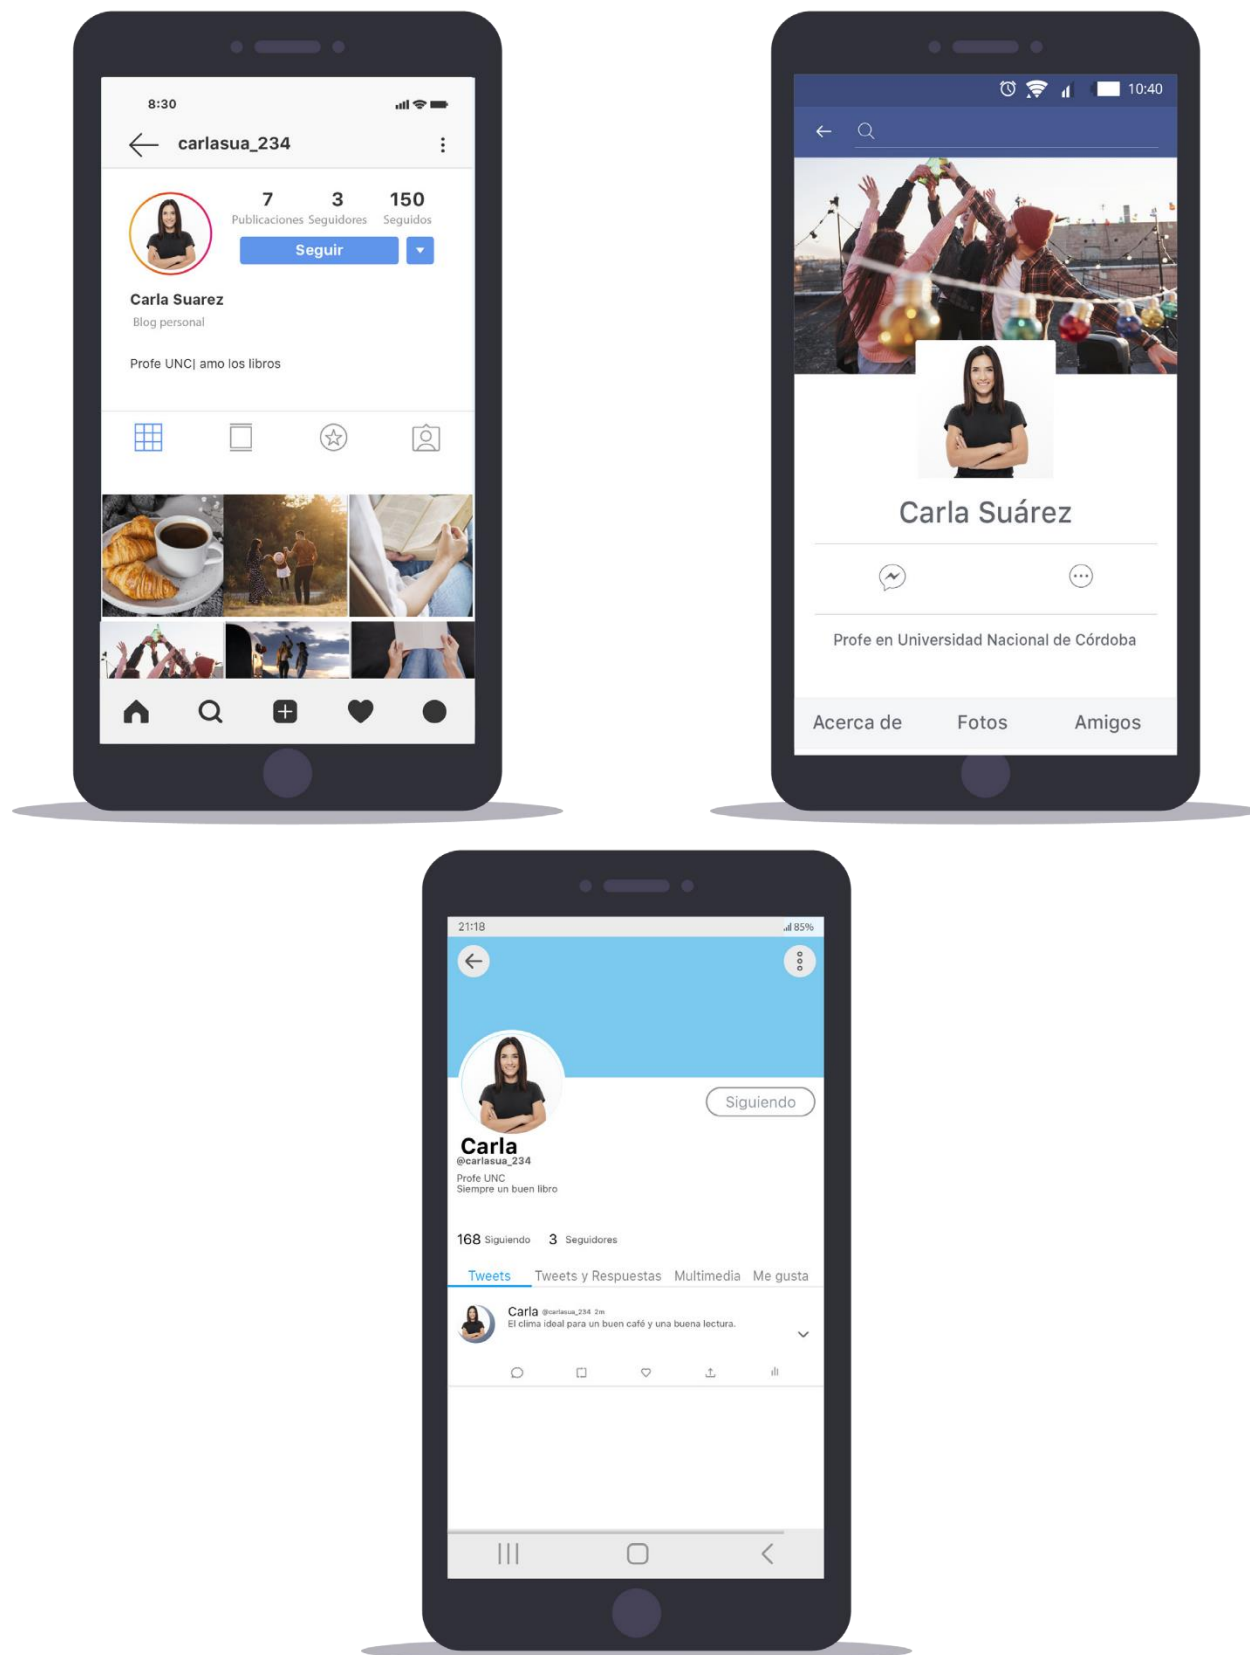 8:30
carlasua_234
7 3 150
Publicaciones Seguidores Seguidos
Seguir
Carla Suarez
Blog personal
Profe UNC| amo los libros
10:40
Carla Suárez
Profe en Universidad Nacional de Córdoba
Acerca de Fotos Amigos
21:18 85%
Siguiendo
Carla
@carlasua_234
Profe UNC
Siempre un buen libro
168 Siguiendo 3 Seguidores
Tweets Tweets y Respuestas Multimedia Me gusta
Carla @carlasua_234 2m
El clima ideal para un buen café y una buena lectura.